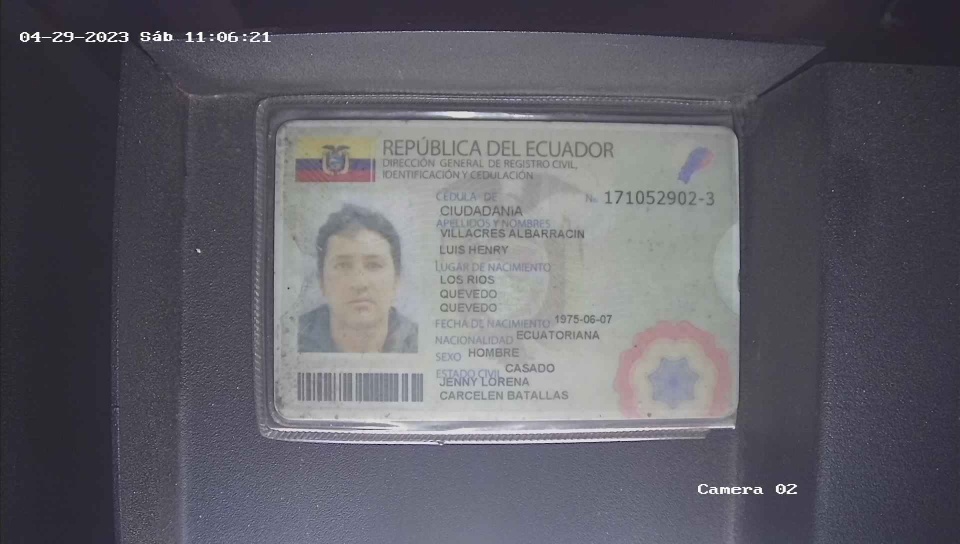 04-29-2023 Sáb 11:06:21
REPÚBLICA DEL ECUADOR
DIRECCIÓN GENERAL DE REGISTRO CIVIL,
IDENTIFICACIÓN Y CEDULACIÓN
CÉDULA DE No. 171052902-3
CIUDADANÍA
APELLIDOS Y NOMBRES
VILLACRES ALBARRACIN
LUIS HENRY
LUGAR DE NACIMIENTO
LOS RIOS
QUEVEDO
QUEVEDO
FECHA DE NACIMIENTO 1975-06-07
NACIONALIDAD ECUATORIANA
SEXO HOMBRE
ESTADO CIVIL CASADO
JENNY LORENA
CARCELEN BATALLAS
Camera 02